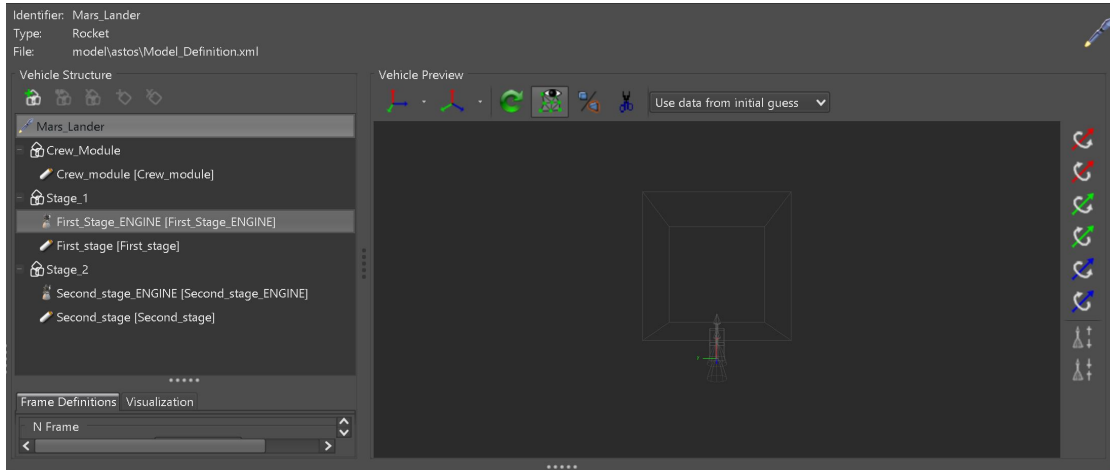 Identifier: Mars_Lander
Type: Rocket
File: model\astos\Model_Definition.xml
Vehicle Structure
Mars_Lander
Crew_Module
Crew_module [Crew_module]
Stage_1
First_Stage_ENGINE [First_Stage_ENGINE]
First_stage [First_stage]
Stage_2
Second_stage_ENGINE [Second_stage_ENGINE]
Second_stage [Second_stage]
Frame Definitions Visualization
N Frame
Vehicle Preview
Use data from initial guess